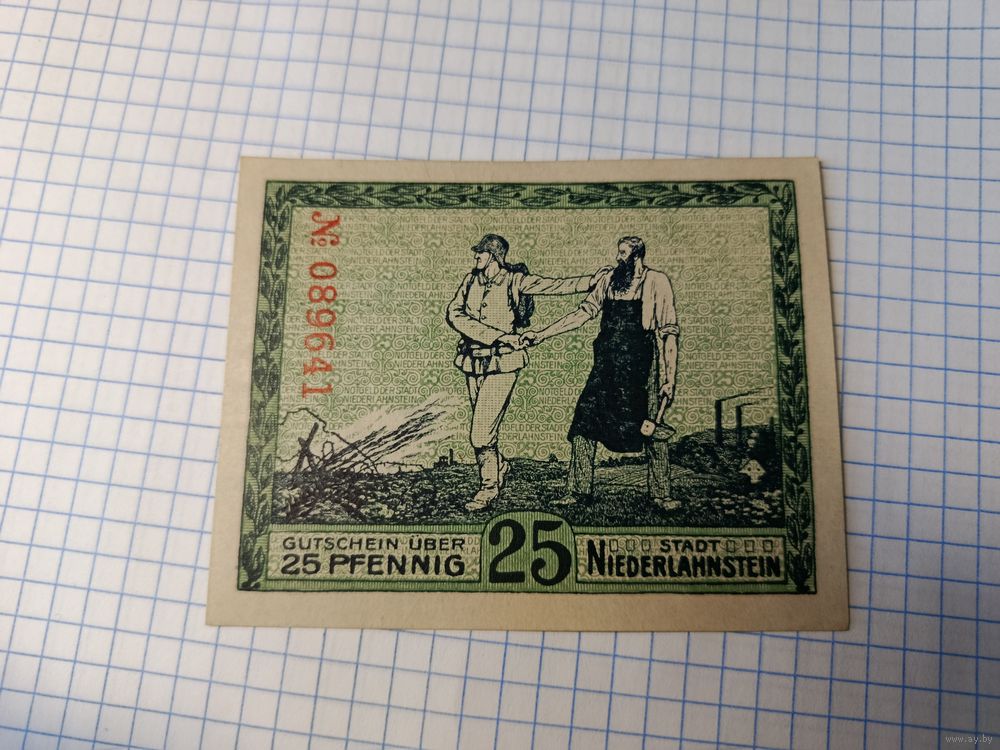 № 089641
NOTGELD DER STADT
NIEDERLAHNSTEIN
GUTSCHEIN ÜBER
25 PFENNIG
25
STADT
NIEDERLAHNSTEIN
www.ay.by